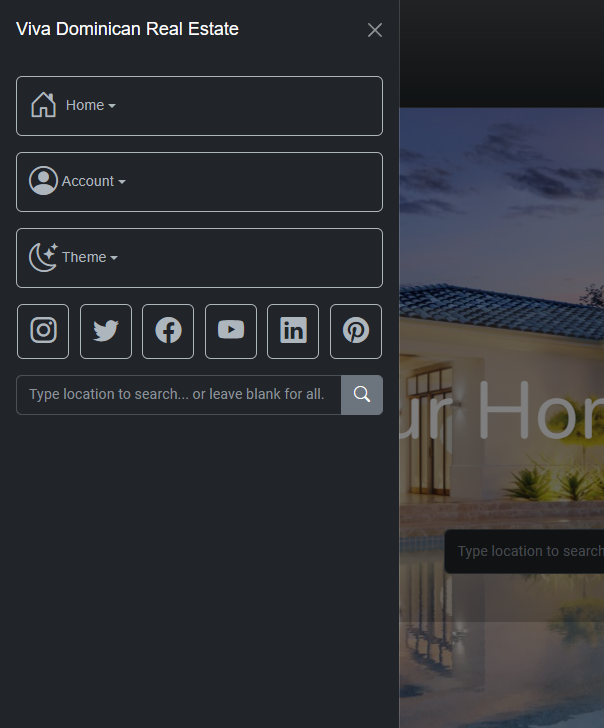 Viva Dominican Real Estate
Home
Account
Theme
Type location to search... or leave blank for all.
ur Hom
Type location to search